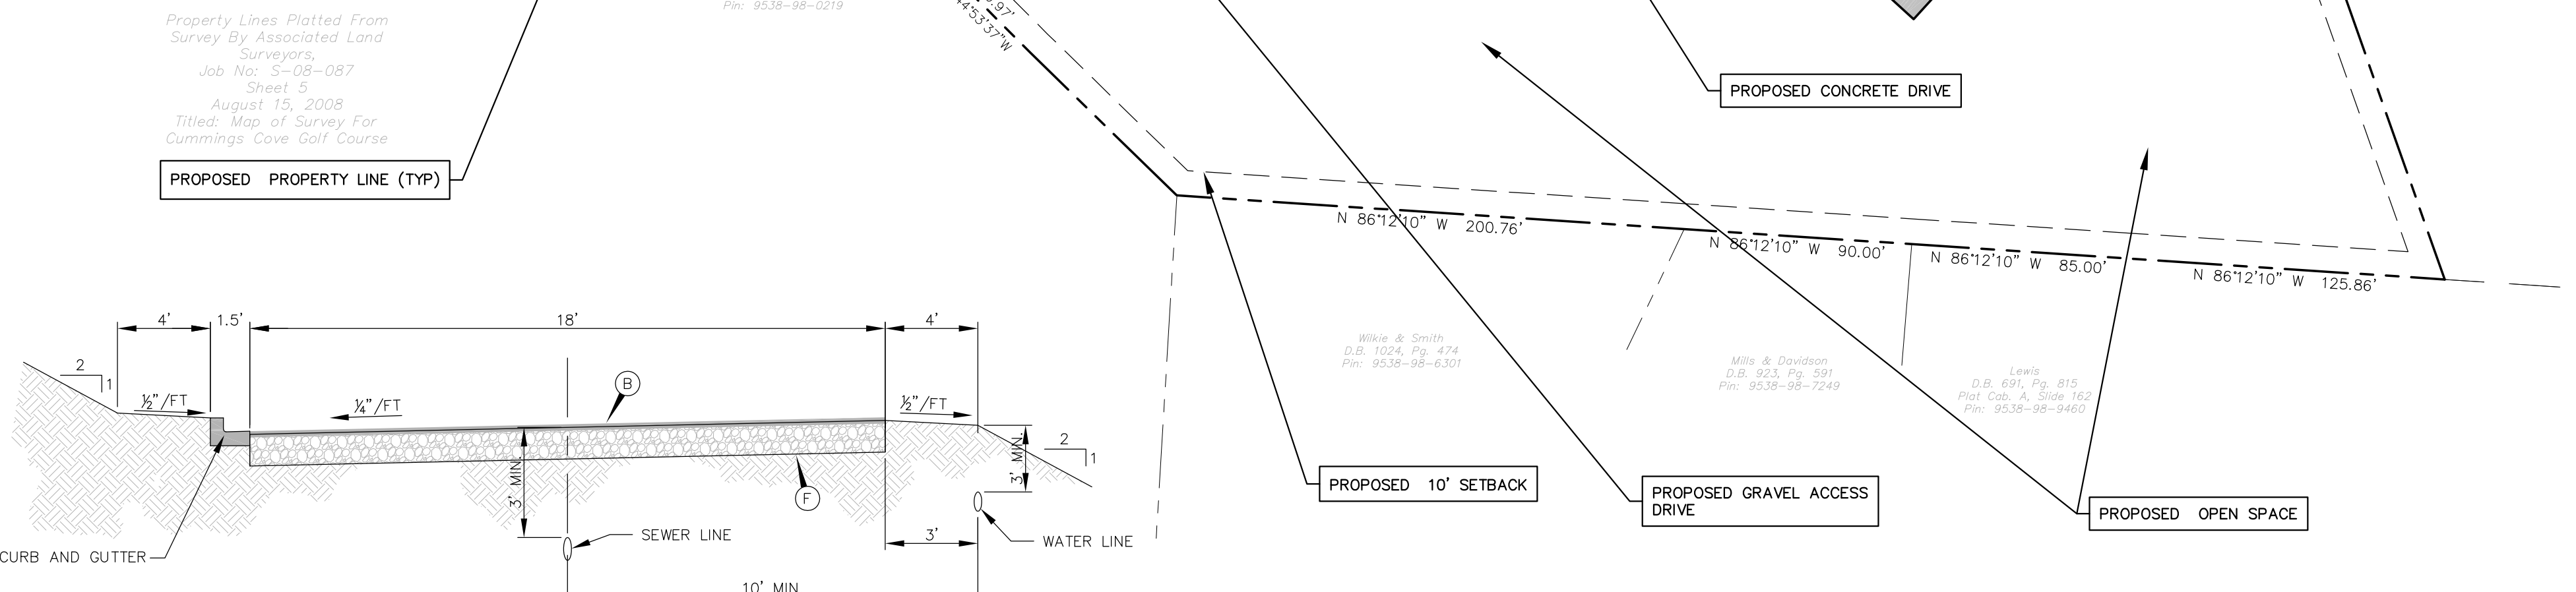 Property Lines Platted From
Survey By Associated Land
Surveyors,
Job No: S-08-087
Sheet 5
August 15, 2008
Titled: Map of Survey For
Cummings Cove Golf Course
PROPOSED PROPERTY LINE (TYP)
Pin: 9538-98-0219
.97'
4°53'37"W
PROPOSED CONCRETE DRIVE
N 86°12'10" W 200.76'
N 86°12'10" W 90.00'
N 86°12'10" W 85.00'
N 86°12'10" W 125.86'
Wilkie & Smith
D.B. 1024, Pg. 474
Pin: 9538-98-6301
Mills & Davidson
D.B. 923, Pg. 591
Pin: 9538-98-7249
Lewis
D.B. 691, Pg. 815
Plat Cab. A, Slide 162
Pin: 9538-98-9460
PROPOSED 10' SETBACK
PROPOSED GRAVEL ACCESS
DRIVE
PROPOSED OPEN SPACE
4'
1.5'
18'
4'
2
1
½"/FT
¼"/FT
B
½"/FT
2
1
3' MIN.
3' MIN.
F
CURB AND GUTTER
SEWER LINE
3'
WATER LINE
10' MIN